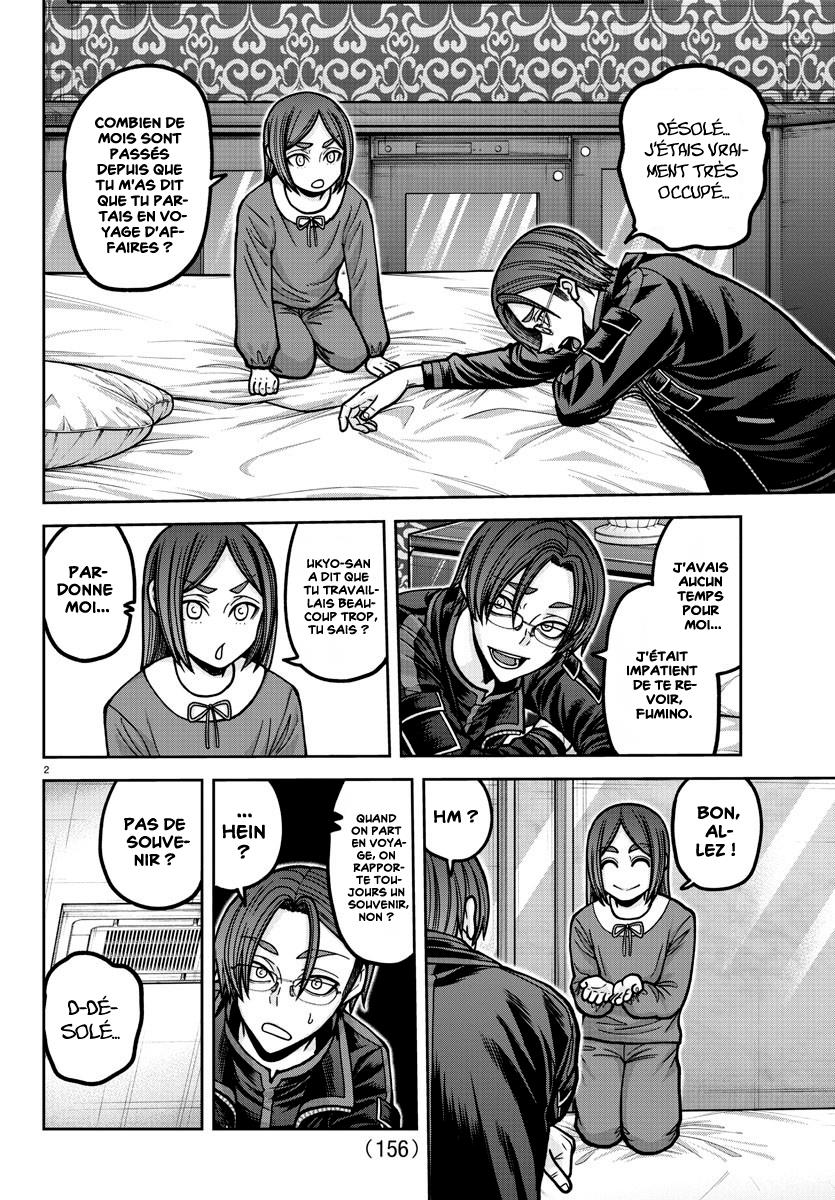 DÉSOLÉ...
J'ÉTAIS VRAI-
MENT TRÈS
OCCUPÉ...
COMBIEN DE
MOIS SONT
PASSÉS
DEPUIS QUE
TU M'AS DIT
QUE TU PAR-
TAIS EN VO-
YAGE D'AF-
FAIRES ?
J'AVAIS
AUCUN
TEMPS
POUR
MOI...
J'ÉTAIT
IMPATIENT
DE TE RE-
VOIR,
FUMINO.
UKYO-SAN
A DIT QUE
TU TRAVAIL-
LAIS BEAU-
COUP TROP,
TU SAIS ?
PAR-
DONNE
MOI...
2
BON,
AL-
LEZ !
HM ?
QUAND
ON PART
EN VOYA-
GE, ON
RAPPOR-
TE TOU-
JOURS UN
SOUVENIR,
NON ?
...
HEIN
?
PAS DE
SOUVE-
NIR ?
D-DÉ-
SOLÉ...
(156)